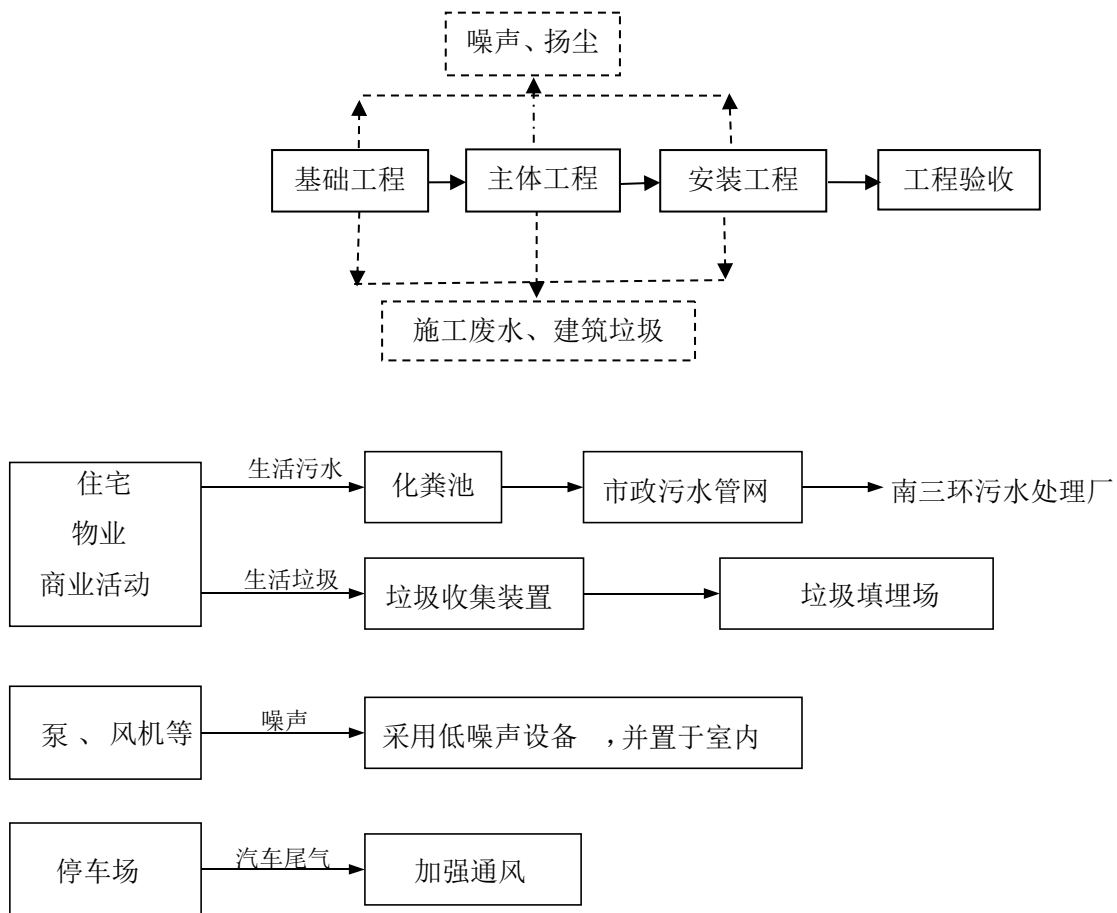 噪声、扬尘
基础工程
主体工程
安装工程
工程验收
施工废水、建筑垃圾
住宅
物业
商业活动
生活污水
化粪池
市政污水管网
南三环污水处理厂
生活垃圾
垃圾收集装置
垃圾填埋场
泵 、 风机等
噪声
采用低噪声设备 ，并置于室内
停车场
汽车尾气
加强通风